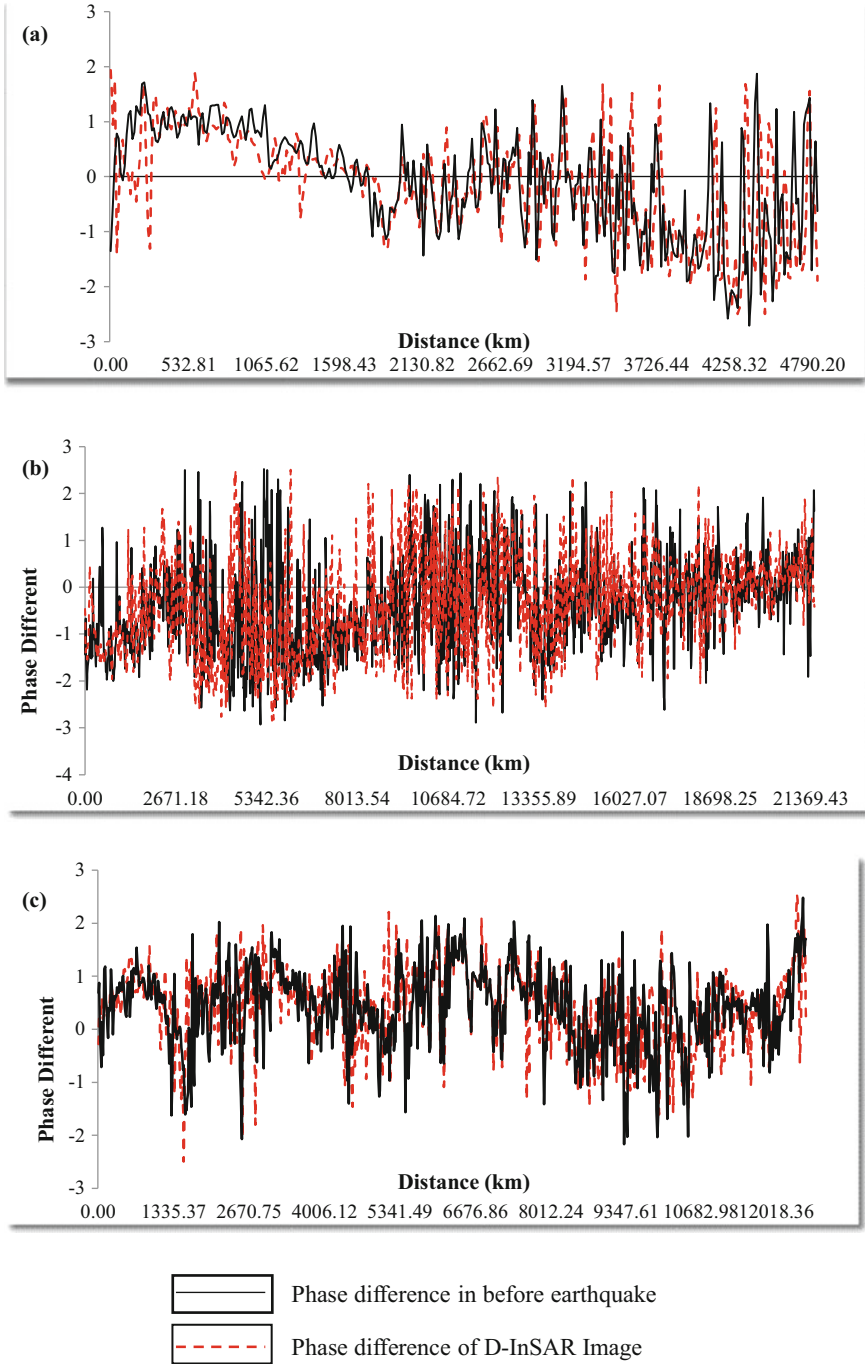 (a)
3
2
1
0
-1
-2
-3
Distance (km)
0.00 532.81 1065.62 1598.43 2130.82 2662.69 3194.57 3726.44 4258.32 4790.20
(b)
3
2
1
0
-1
-2
-3
-4
Phase Different
Distance (km)
0.00 2671.18 5342.36 8013.54 10684.72 13355.89 16027.07 18698.25 21369.43
(c)
3
2
1
0
-1
-2
-3
Phase Different
Distance (km)
0.00 1335.37 2670.75 4006.12 5341.49 6676.86 8012.24 9347.61 10682.98 12018.36
Phase difference in before earthquake
Phase difference of D-InSAR Image